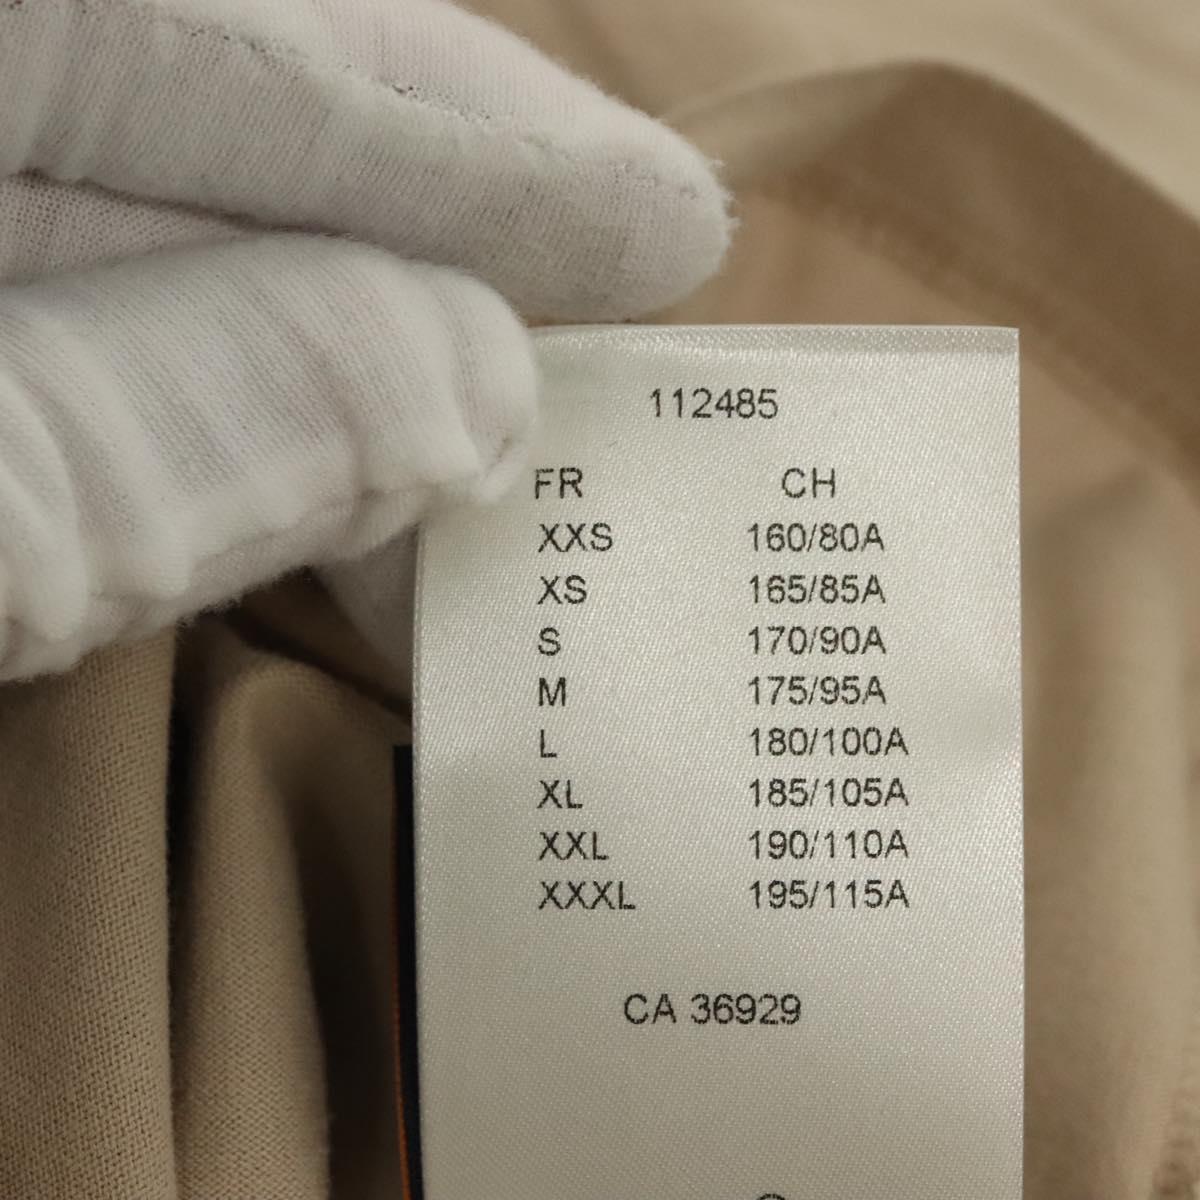 112485
FR CH
XXS 160/80A
XS 165/85A
S 170/90A
M 175/95A
L 180/100A
XL 185/105A
XXL 190/110A
XXXL 195/115A
CA 36929